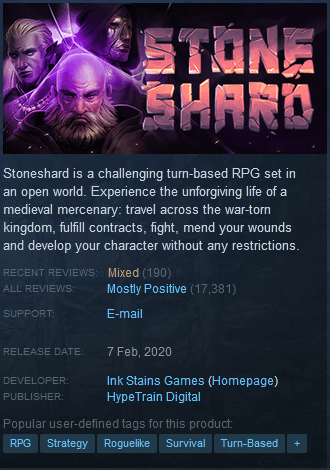 STONE
SHARD
Stoneshard is a challenging turn-based RPG set in
an open world. Experience the unforgiving life of a
medieval mercenary: travel across the war-torn
kingdom, fulfill contracts, fight, mend your wounds
and develop your character without any restrictions.
RECENT REVIEWS: Mixed (190)
ALL REVIEWS: Mostly Positive (17,381)
SUPPORT: E-mail
RELEASE DATE: 7 Feb, 2020
DEVELOPER: Ink Stains Games (Homepage)
PUBLISHER: HypeTrain Digital
Popular user-defined tags for this product:
RPG Strategy Roguelike Survival Turn-Based +